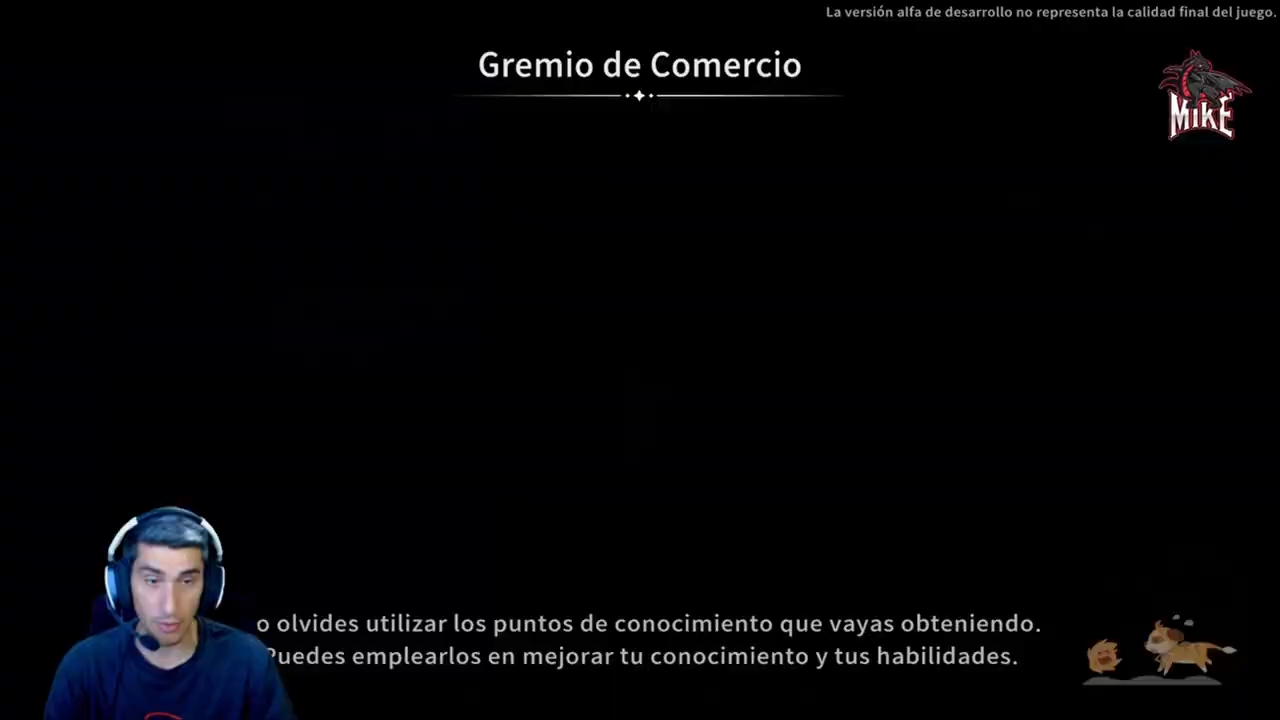 La versión alfa de desarrollo no representa la calidad final del juego.
Gremio de Comercio
MIKE
o olvides utilizar los puntos de conocimiento que vayas obteniendo.
Puedes emplearlos en mejorar tu conocimiento y tus habilidades.